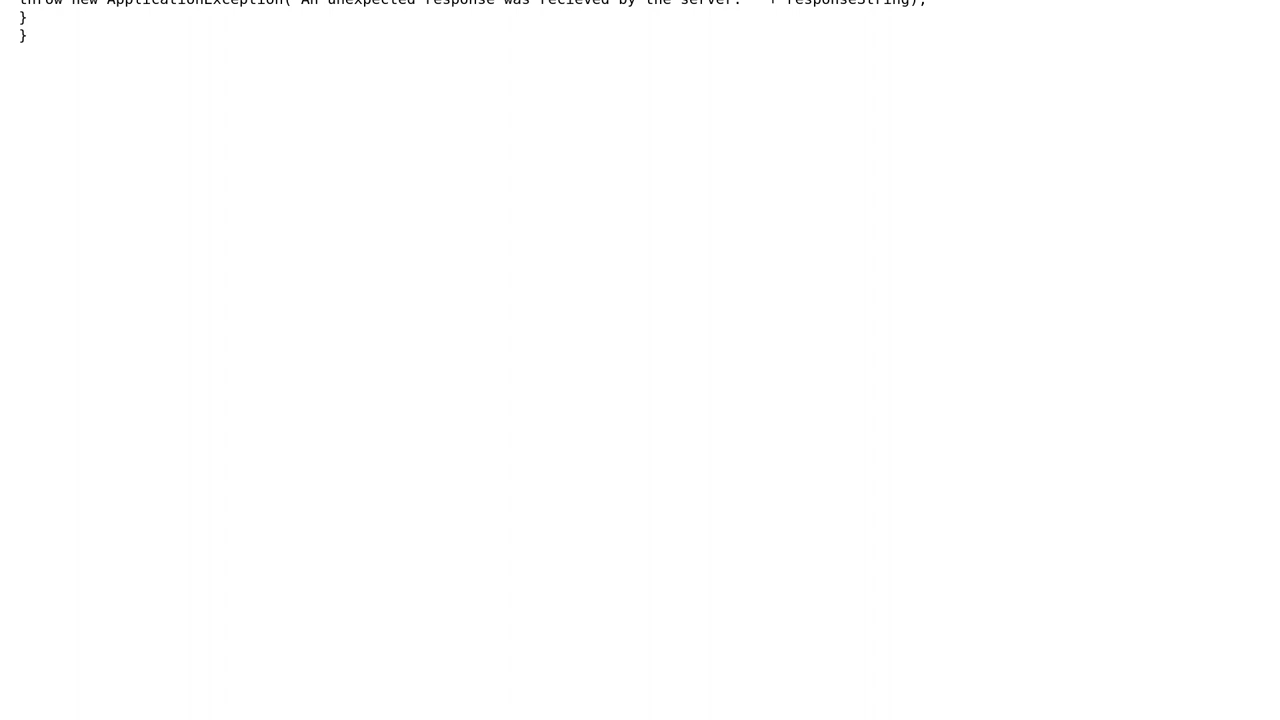 throw new ApplicationException("An unexpected response was recieved by the server: " + responseString);
}
}